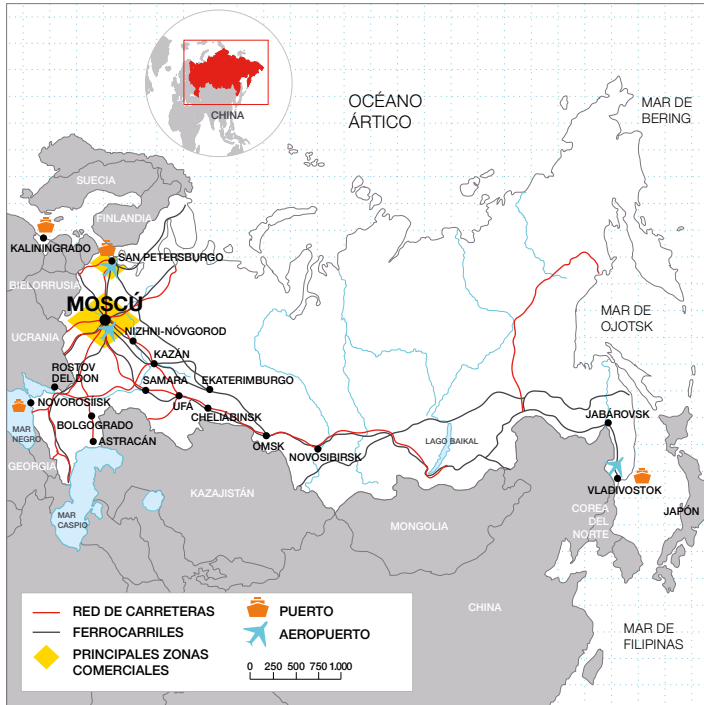 CHINA
OCÉANO
ÁRTICO
MAR DE
BERING
SUECIA
FINLANDIA
KALININGRADO
SAN PETERSBURGO
BIELORRUSIA
MOSCÚ
UCRANIA
NIZHNI-NÓVGOROD
MAR DE
OJOTSK
KAZÁN
ROSTOV
DEL DON
SAMARA
EKATERIMBURGO
NOVOROSIISK
UFÁ
CHELIÁBINSK
BOLGOGRADO
MAR
NEGRO
ASTRACÁN
JABÁROVSK
OMSK
NOVOSIBIRSK
LAGO BAIKAL
GEORGIA
KAZAJISTÁN
VLADIVOSTOK
MAR
CASPIO
MONGOLIA
COREA
DEL
NORTE
JAPÓN
CHINA
RED DE CARRETERAS
FERROCARRILES
PRINCIPALES ZONAS
COMERCIALES
PUERTO
AEROPUERTO
0 250 500 750 1.000
MAR DE
FILIPINAS